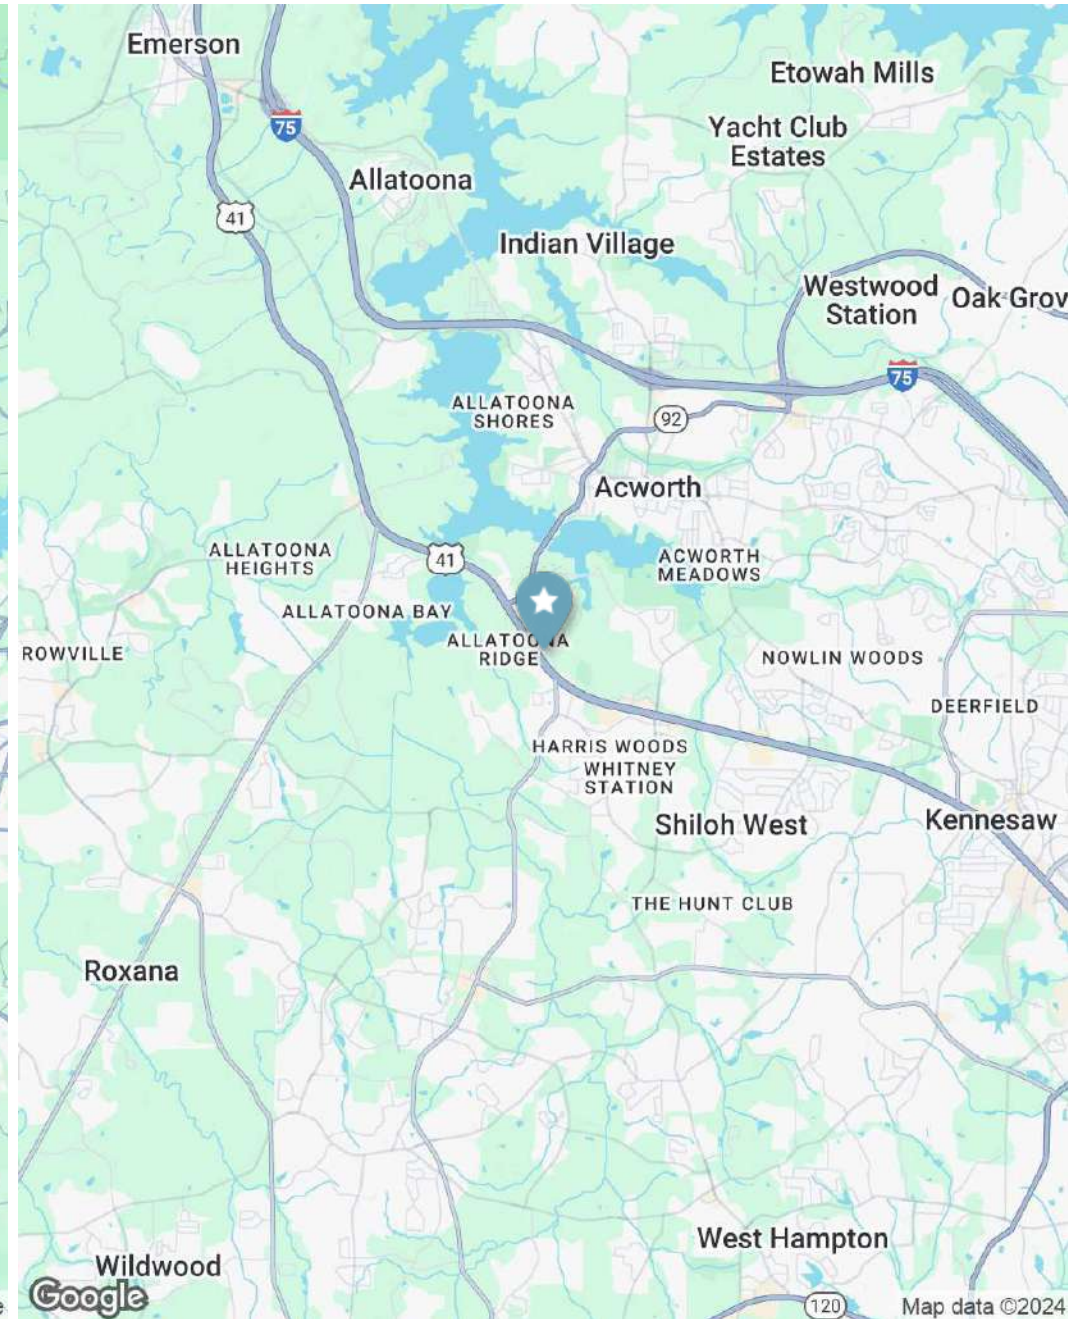 Emerson
Etowah Mills
75
Yacht Club
Estates
Allatoona
41
Indian Village
Westwood
Station
Oak Grov
75
ALLATOONA
SHORES
92
Acworth
ALLATOONA
HEIGHTS
41
ACWORTH
MEADOWS
ALLATOONA BAY
ALLATOONA
RIDGE
ROWVILLE
NOWLIN WOODS
DEERFIELD
HARRIS WOODS
WHITNEY
STATION
Shiloh West
Kennesaw
THE HUNT CLUB
Roxana
West Hampton
Wildwood
Google
120
Map data ©2024